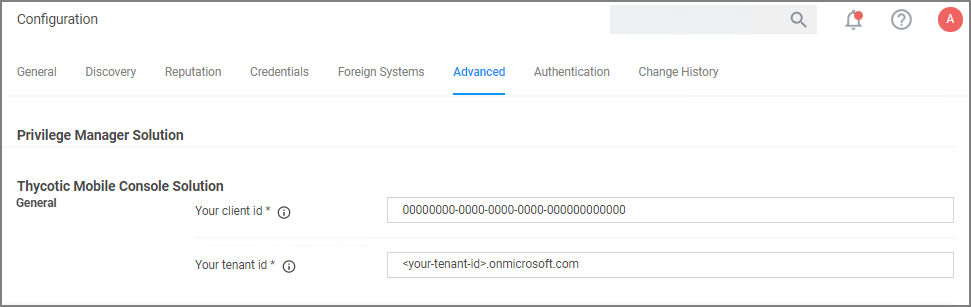 Configuration
A
General Discovery Reputation Credentials Foreign Systems Advanced Authentication Change History
Privilege Manager Solution
Thycotic Mobile Console Solution
General
Your client id * 00000000-0000-0000-0000-000000000000
Your tenant id * <your-tenant-id>.onmicrosoft.com